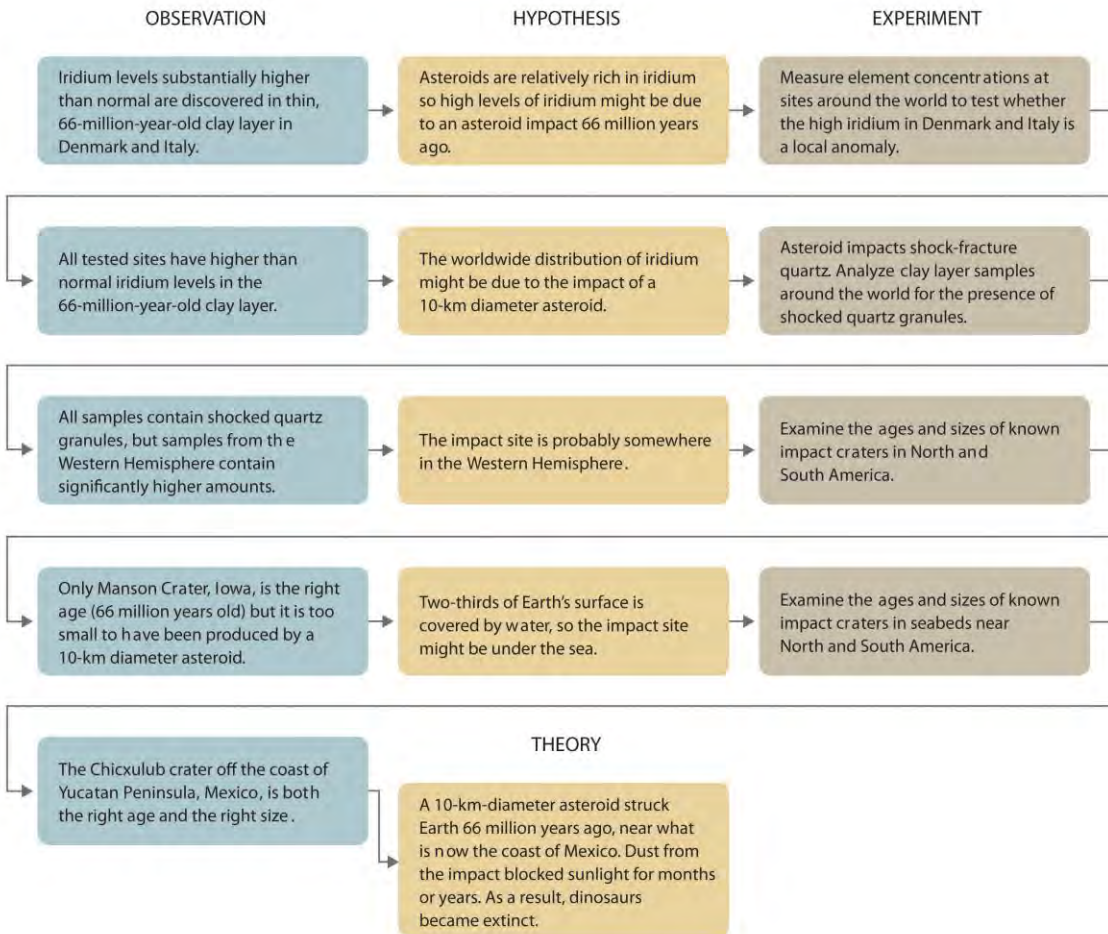 OBSERVATION
HYPOTHESIS
EXPERIMENT
Iridium levels substantially higher
than normal are discovered in thin,
66-million-year-old clay layer in
Denmark and Italy.
Asteroids are relatively rich in iridium
so high levels of iridium might be due
to an asteroid impact 66 million years
ago.
Measure element concentrations at
sites around the world to test whether
the high iridium in Denmark and Italy is
a local anomaly.
All tested sites have higher than
normal iridium levels in the
66-million-year-old clay layer.
The worldwide distribution of iridium
might be due to the impact of a
10-km diameter asteroid.
Asteroid impacts shock-fracture
quartz. Analyze clay layer samples
around the world for the presence of
shocked quartz granules.
All samples contain shocked quartz
granules, but samples from the
Western Hemisphere contain
significantly higher amounts.
The impact site is probably somewhere
in the Western Hemisphere.
Examine the ages and sizes of known
impact craters in North and
South America.
Only Manson Crater, Iowa, is the right
age (66 million years old) but it is too
small to have been produced by a
10-km diameter asteroid.
Two-thirds of Earth's surface is
covered by water, so the impact site
might be under the sea.
Examine the ages and sizes of known
impact craters in seabeds near
North and South America.
The Chicxulub crater off the coast of
Yucatan Peninsula, Mexico, is both
the right age and the right size.
THEORY
A 10-km-diameter asteroid struck
Earth 66 million years ago, near what
is now the coast of Mexico. Dust from
the impact blocked sunlight for months
or years. As a result, dinosaurs
became extinct.